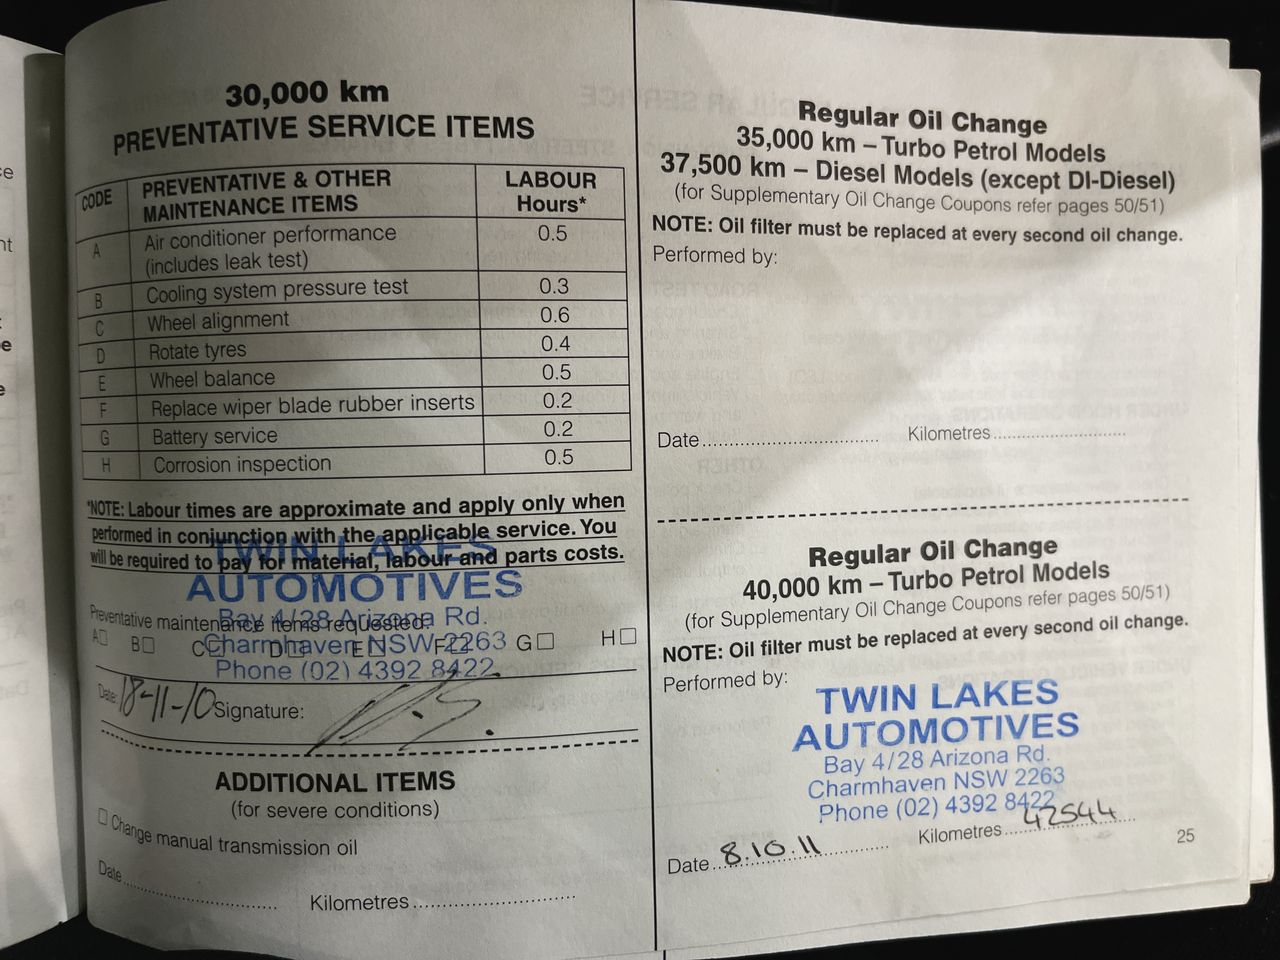 30,000 km
PREVENTATIVE SERVICE ITEMS
CODE PREVENTATIVE & OTHER MAINTENANCE ITEMS LABOUR Hours*
A Air conditioner performance (includes leak test) 0.5
B Cooling system pressure test 0.3
C Wheel alignment 0.6
D Rotate tyres 0.4
E Wheel balance 0.5
F Replace wiper blade rubber inserts 0.2
G Battery service 0.2
H Corrosion inspection 0.5
*NOTE: Labour times are approximate and apply only when
performed in conjunction with the applicable service. You
will be required to pay for material, labour and parts costs.
TWIN LAKES
AUTOMOTIVES
Bay 4/28 Arizona Rd.
Charmhaven NSW 2263
Phone (02) 4392 8422
Preventative maintenance items requested:
A□ B□ C□ D□ E□ F□ G□ H□
Date: 18-11-10 Signature:
ADDITIONAL ITEMS
(for severe conditions)
□ Change manual transmission oil
Date.............................. Kilometres..............................
Regular Oil Change
35,000 km – Turbo Petrol Models
37,500 km – Diesel Models (except DI-Diesel)
(for Supplementary Oil Change Coupons refer pages 50/51)
NOTE: Oil filter must be replaced at every second oil change.
Performed by:
Date.............................. Kilometres.........................
Regular Oil Change
40,000 km – Turbo Petrol Models
(for Supplementary Oil Change Coupons refer pages 50/51)
NOTE: Oil filter must be replaced at every second oil change.
Performed by:
TWIN LAKES
AUTOMOTIVES
Bay 4/28 Arizona Rd.
Charmhaven NSW 2263
Phone (02) 4392 8422
Date 8.10.11 Kilometres 42544
25